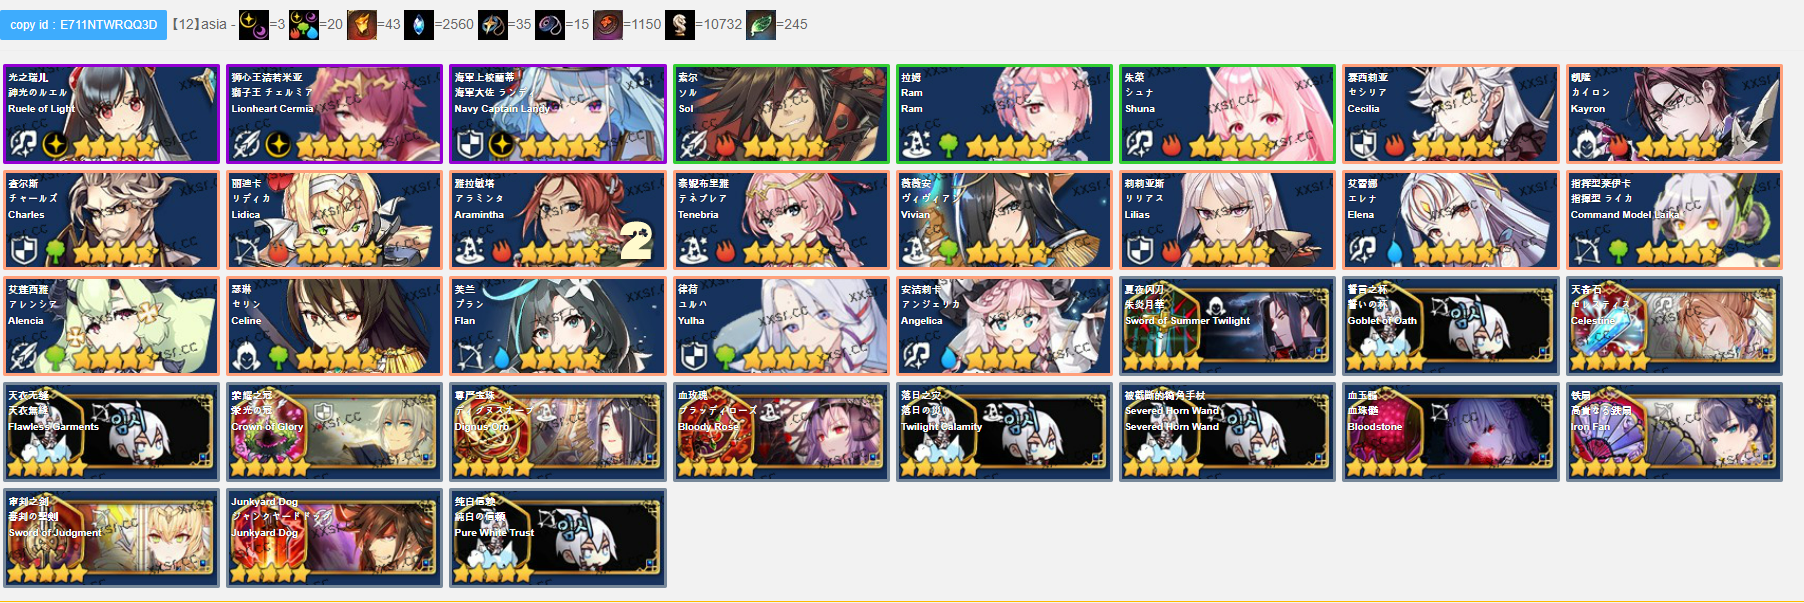 copy id : E711NTWRQQ3D 【12】asia - =3 =20 =43 =2560 =35 =15 =1150 =10732 =245
光之瑞儿
神光のルエル
Ruele of Light
狮心王洁若米亚
獅子王 チェルミア
Lionheart Cermia
海軍上校蘭蒂
海軍大佐 ランディ
Navy Captain Landy
索尔
ソル
Sol
拉姆
ラム
Ram
朱菜
シュナ
Shuna
賽西莉亚
セシリア
Cecilia
凯隆
カイロン
Kayron
查尔斯
チャールズ
Charles
丽迪卡
リディカ
Lidica
雅拉敏塔
アラミンタ
Aramintha
2
泰妮布里雅
テネブレア
Tenebria
薇薇安
ヴィヴィアン
Vivian
莉莉亚斯
リリアス
Lilias
艾蕾娜
エレナ
Elena
指揮型萊伊卡
指揮型 ライカ
Command Model Laika
艾莲西雅
アレンシア
Alencia
瑟琳
セリン
Celine
芙兰
フラン
Flan
律荷
ユルハ
Yulha
安洁莉卡
アンジェリカ
Angelica
夏夜闪刀
朱炎月華
Sword of Summer Twilight
誓言之杯
誓いの杯
Goblet of Oath
天吝石
セレスティス
Celestine
天衣无缝
天衣無縫
Flawless Garments
荣耀之冠
栄光の冠
Crown of Glory
尊严宝珠
ディグヌスオーブ
Dignus Orb
血玫瑰
ブラッディローズ
Bloody Rose
落日之灾
落日の災い
Twilight Calamity
被截断的犄角手杖
Severed Horn Wand
Severed Horn Wand
血玉髓
血珠髄
Bloodstone
铁扇
高貴なる鉄扇
Iron Fan
审判之剑
審判の聖剣
Sword of Judgment
Junkyard Dog
ジャンクヤードドッグ
Junkyard Dog
纯白信赖
純白の信頼
Pure White Trust